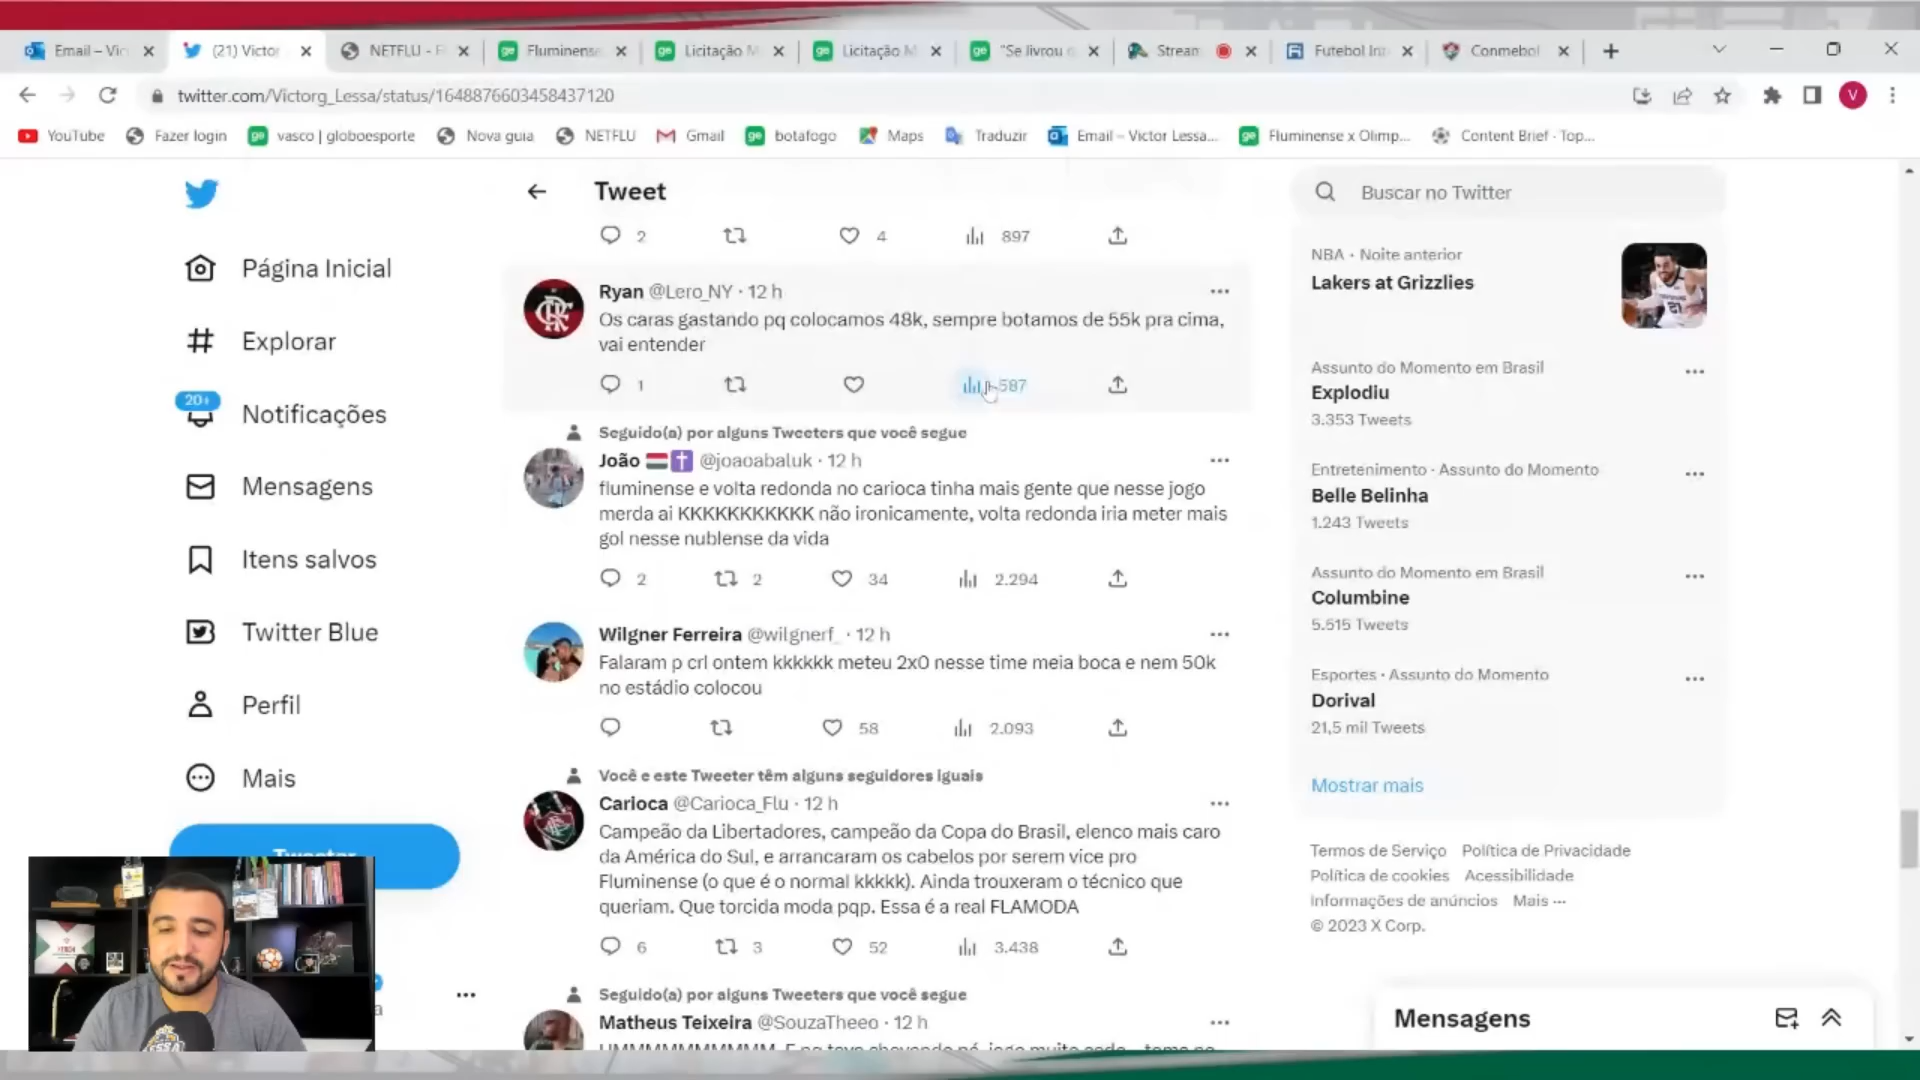 Email – Vic
(21) Victor
NETFLU - F
ge Fluminense
ge Licitação M
ge Licitação M
ge "Se livrou
Stream
Futebol Int
Conmebol
twitter.com/Victorg_Lessa/status/1648876603458437120
V
YouTube
Fazer login
ge vasco | globoesporte
Nova guia
NETFLU
Gmail
ge botafogo
Maps
Traduzir
Email – Victor Lessa...
ge Fluminense x Olimp...
Content Brief - Top...
Página Inicial
Explorar
20+
Notificações
Mensagens
Itens salvos
Twitter Blue
Perfil
Mais
Tweet
2 4 897
Ryan @Lero_NY · 12 h
Os caras gastando pq colocamos 48k, sempre botamos de 55k pra cima,
vai entender
1 587
Seguido(a) por alguns Tweeters que você segue
João @joaoabaluk · 12 h
fluminense e volta redonda no carioca tinha mais gente que nesse jogo
merda ai KKKKKKKKKKK não ironicamente, volta redonda iria meter mais
gol nesse nublense da vida
2 2 34 2.294
Wilgner Ferreira @wilgnerf_ · 12 h
Falaram p crl ontem kkkkkk meteu 2x0 nesse time meia boca e nem 50k
no estádio colocou
58 2.093
Você e este Tweeter têm alguns seguidores iguais
Carioca @Carioca_Flu · 12 h
Campeão da Libertadores, campeão da Copa do Brasil, elenco mais caro
da América do Sul, e arrancaram os cabelos por serem vice pro
Fluminense (o que é o normal kkkkk). Ainda trouxeram o técnico que
queriam. Que torcida moda pqp. Essa é a real FLAMODA
6 3 52 3.438
Seguido(a) por alguns Tweeters que você segue
Matheus Teixeira @SouzaTheeo · 12 h
Buscar no Twitter
NBA · Noite anterior
Lakers at Grizzlies
Assunto do Momento em Brasil
Explodiu
3.353 Tweets
Entretenimento · Assunto do Momento
Belle Belinha
1.243 Tweets
Assunto do Momento em Brasil
Columbine
5.615 Tweets
Esportes · Assunto do Momento
Dorival
21,5 mil Tweets
Mostrar mais
Termos de Serviço Política de Privacidade
Política de cookies Acessibilidade
Informações de anúncios Mais ···
© 2023 X Corp.
Mensagens